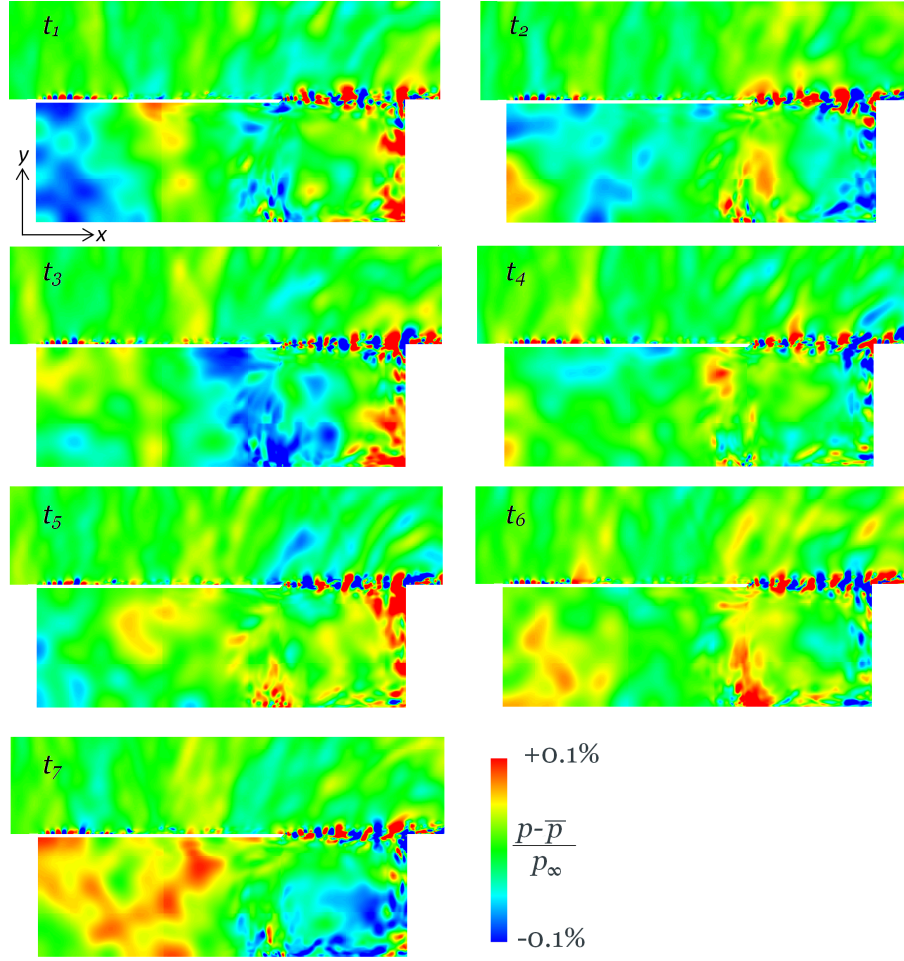 t₁
t₂
y
x
t₃
t₄
t₅
t₆
t₇
+0.1%
p-p̅
p∞
-0.1%